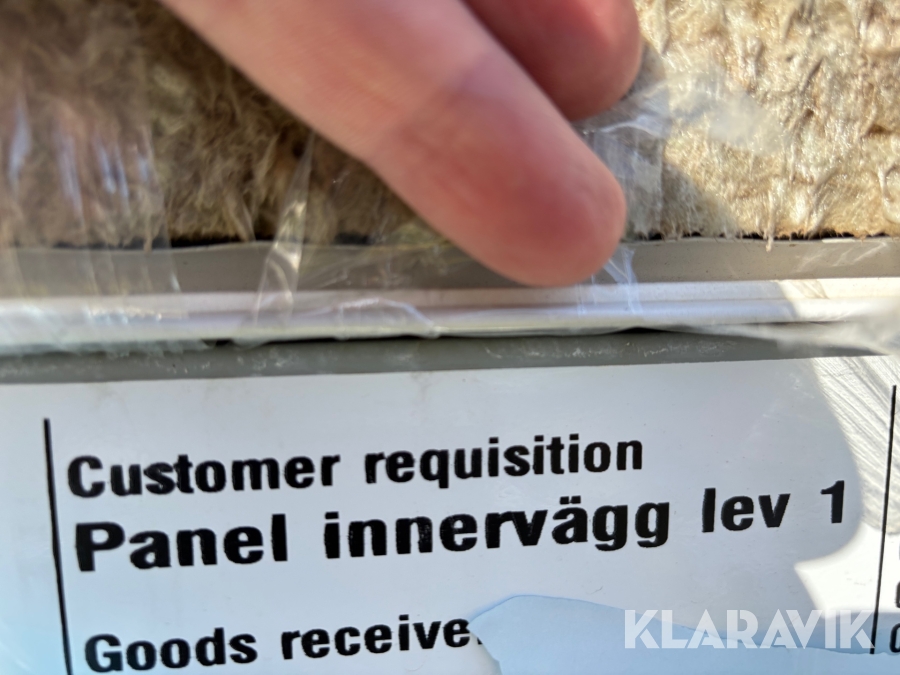 Customer requisition
Panel innervägg lev 1
Goods receive
KLARAVIK